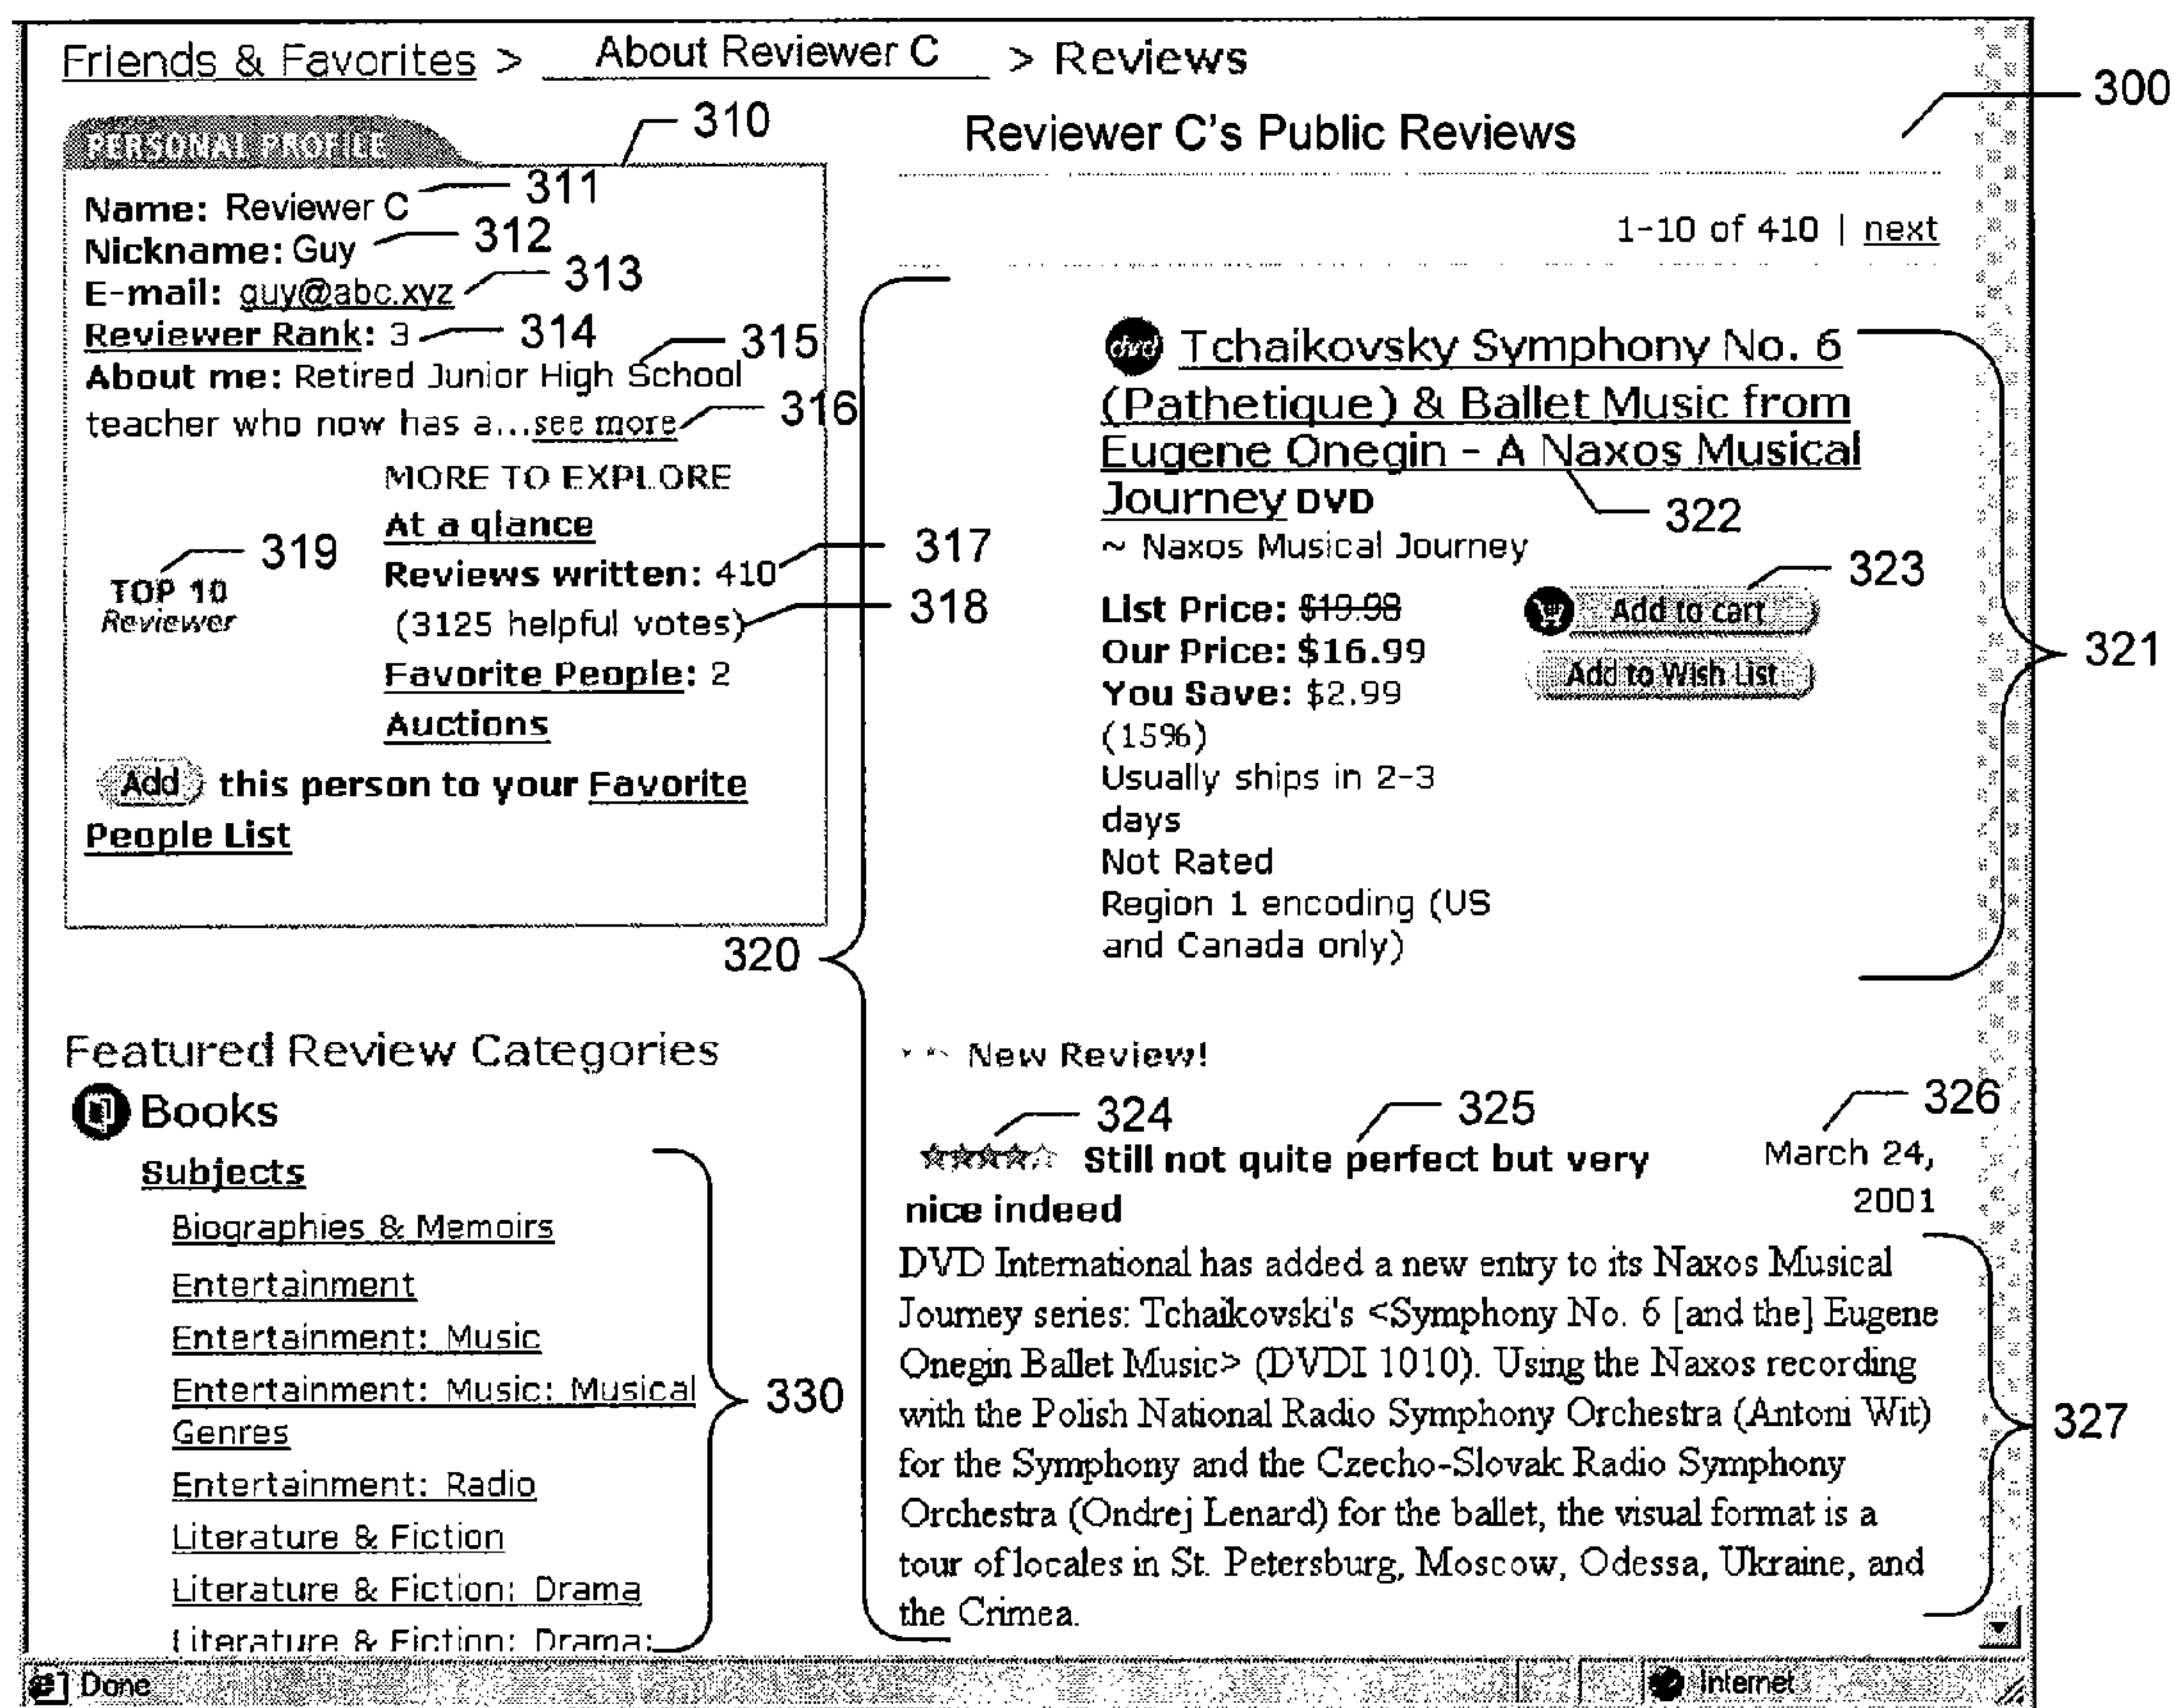 Friends & Favorites > About Reviewer C > Reviews
300
PERSONAL PROFILE
310
Name: Reviewer C
311
Nickname: Guy
312
E-mail: guy@abc.xyz
313
Reviewer Rank: 3
314
About me: Retired Junior High School
315
teacher who now has a...see more
316
MORE TO EXPLORE
At a glance
Reviews written: 410
317
(3125 helpful votes)
318
319
TOP 10
Reviewer
Favorite People: 2
Auctions
Add this person to your Favorite
People List
Featured Review Categories
Books
Subjects
Biographies & Memoirs
Entertainment
Entertainment: Music
Entertainment: Music: Musical
Genres
Entertainment: Radio
Literature & Fiction
Literature & Fiction: Drama
Literature & Fiction: Drama:
330
Reviewer C's Public Reviews
1-10 of 410 | next
320
dvd Tchaikovsky Symphony No. 6
(Pathetique) & Ballet Music from
Eugene Onegin - A Naxos Musical
Journey DVD
322
~ Naxos Musical Journey
List Price: $19.98
Our Price: $16.99
You Save: $2.99
(15%)
Usually ships in 2-3
days
Not Rated
Region 1 encoding (US
and Canada only)
323
Add to cart
Add to Wish List
321
New Review!
324
325
326
Still not quite perfect but very
nice indeed
March 24,
2001
DVD International has added a new entry to its Naxos Musical
Journey series: Tchaikovski's <Symphony No. 6 [and the] Eugene
Onegin Ballet Music> (DVDI 1010). Using the Naxos recording
with the Polish National Radio Symphony Orchestra (Antoni Wit)
for the Symphony and the Czecho-Slovak Radio Symphony
Orchestra (Ondrej Lenard) for the ballet, the visual format is a
tour of locales in St. Petersburg, Moscow, Odessa, Ukraine, and
the Crimea.
327
Done
Internet